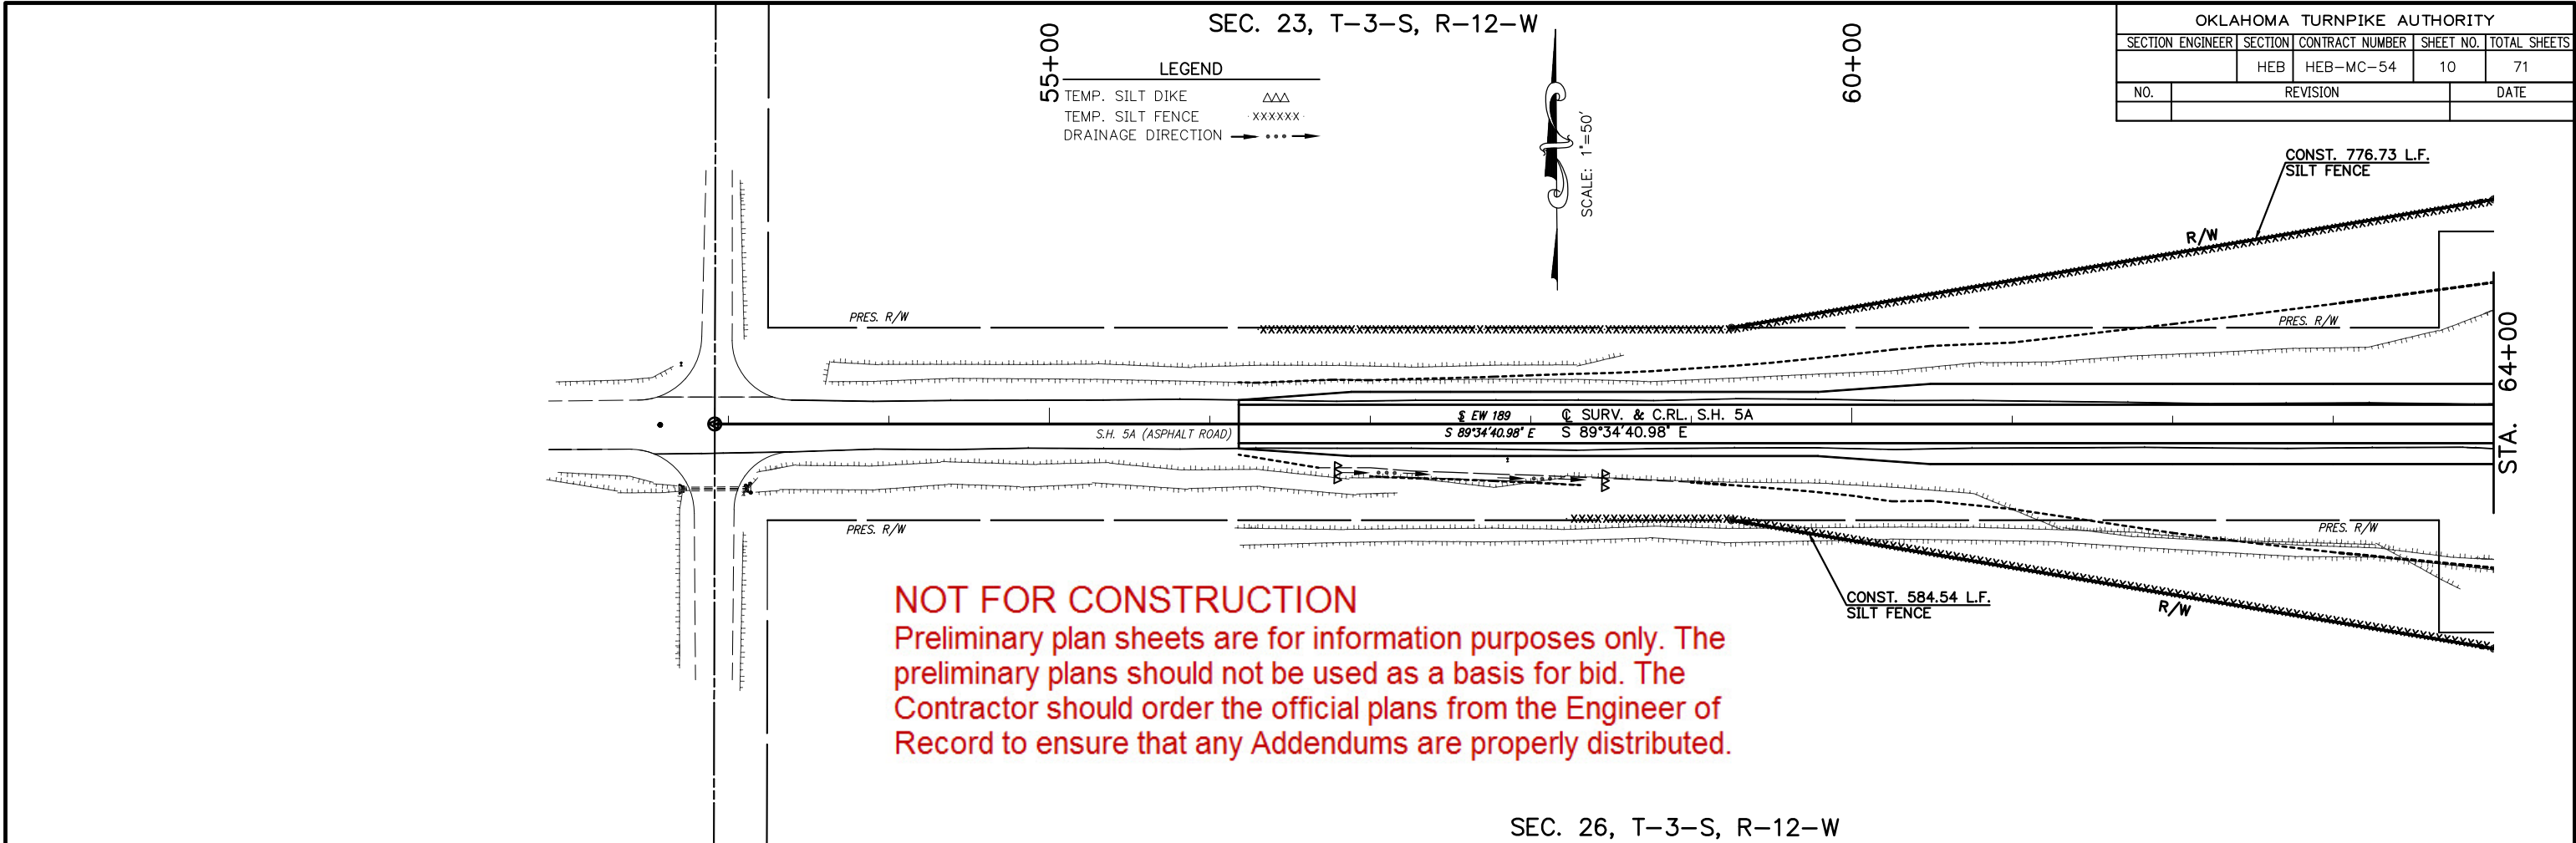 SEC. 23, T-3-S, R-12-W
OKLAHOMA TURNPIKE AUTHORITY
SECTION ENGINEER SECTION CONTRACT NUMBER SHEET NO. TOTAL SHEETS
HEB HEB-MC-54 10 71
NO. REVISION DATE
55+00
60+00
LEGEND
TEMP. SILT DIKE
TEMP. SILT FENCE XXXXXX
DRAINAGE DIRECTION
SCALE: 1"=50'
CONST. 776.73 L.F.
SILT FENCE
R/W
PRES. R/W
PRES. R/W
STA. 64+00
S.H. 5A (ASPHALT ROAD)
℄ EW 189
S 89°34'40.98" E
℄ SURV. & C.RL. S.H. 5A
S 89°34'40.98" E
PRES. R/W
PRES. R/W
CONST. 584.54 L.F.
SILT FENCE
R/W
NOT FOR CONSTRUCTION
Preliminary plan sheets are for information purposes only. The
preliminary plans should not be used as a basis for bid. The
Contractor should order the official plans from the Engineer of
Record to ensure that any Addendums are properly distributed.
SEC. 26, T-3-S, R-12-W